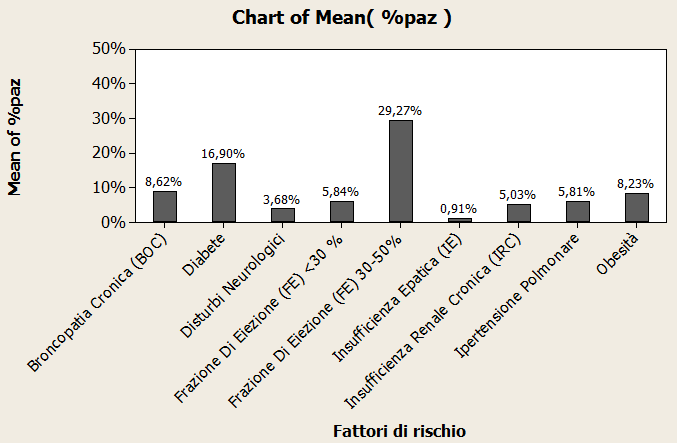 Chart of Mean( %paz )
Mean of %paz
50%
40%
30%
20%
10%
0%
8,62%
16,90%
3,68%
5,84%
29,27%
0,91%
5,03%
5,81%
8,23%
Broncopatia Cronica (BOC)
Diabete
Disturbi Neurologici
Frazione Di Eiezione (FE) <30 %
Frazione Di Eiezione (FE) 30-50%
Insufficienza Epatica (IE)
Insufficienza Renale Cronica (IRC)
Ipertensione Polmonare
Obesità
Fattori di rischio